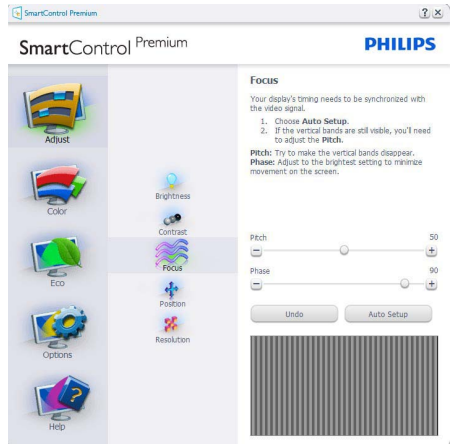 SmartControl Premium
SmartControl Premium
PHILIPS
Adjust
Color
Eco
Options
Help
Brightness
Contrast
Focus
Position
Resolution
Focus
Your display's timing needs to be synchronized with
the video signal.
1. Choose Auto Setup.
2. If the vertical bands are still visible, you'll need
to adjust the Pitch.
Pitch: Try to make the vertical bands disappear.
Phase: Adjust to the brightest setting to minimize
movement on the screen.
Pitch 50
Phase 90
Undo Auto Setup